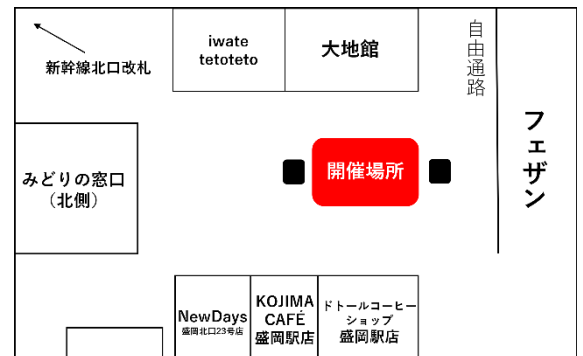 新幹線北口改札
iwate
tetoteto
大地館
自由通路
フェザン
みどりの窓口
（北側）
開催場所
NewDays
盛岡北口23号店
KOJIMA
CAFÉ
盛岡駅店
ドトールコーヒー
ショップ
盛岡駅店